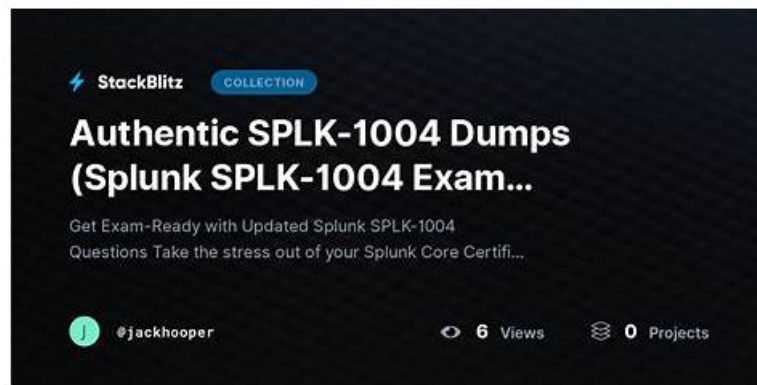 StackBlitz COLLECTION
Authentic SPLK-1004 Dumps
(Splunk SPLK-1004 Exam...
Get Exam-Ready with Updated Splunk SPLK-1004
Questions Take the stress out of your Splunk Core Certifi...
J @jackhooper 6 Views 0 Projects